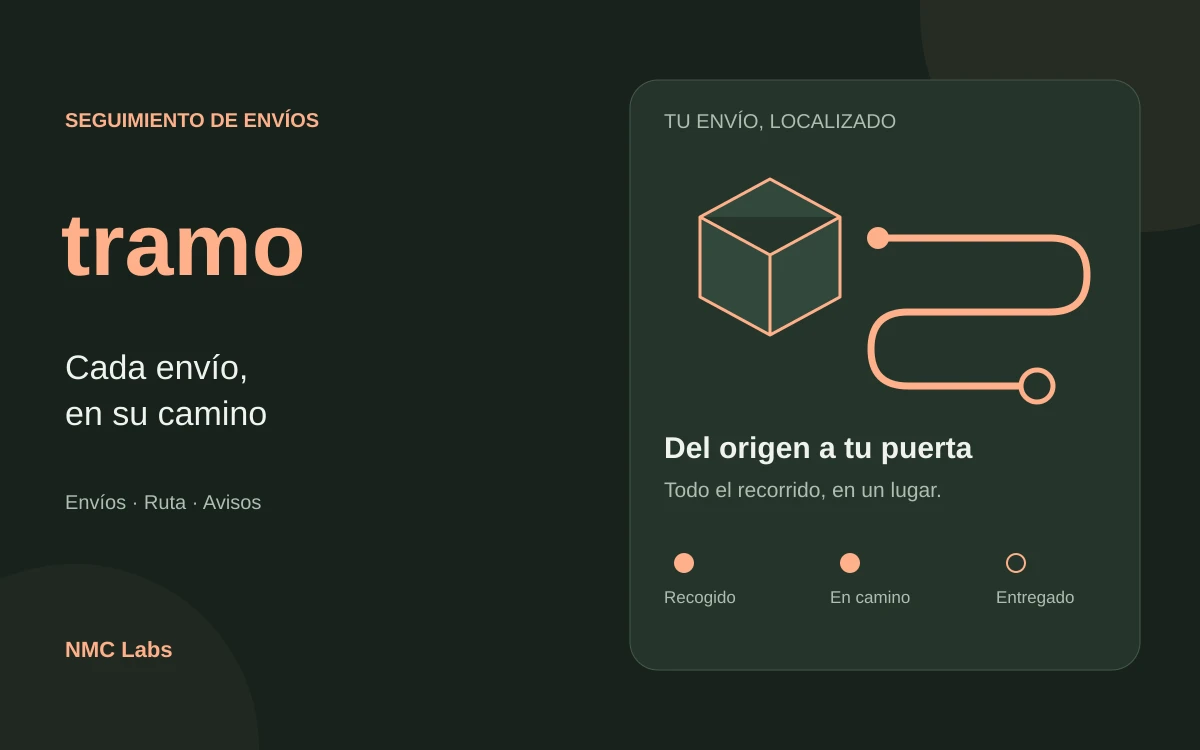 SEGUIMIENTO DE ENVÍOS
tramo
Cada envío,
en su camino
Envíos · Ruta · Avisos
NMC Labs
TU ENVÍO, LOCALIZADO
Del origen a tu puerta
Todo el recorrido, en un lugar.
Recogido
En camino
Entregado